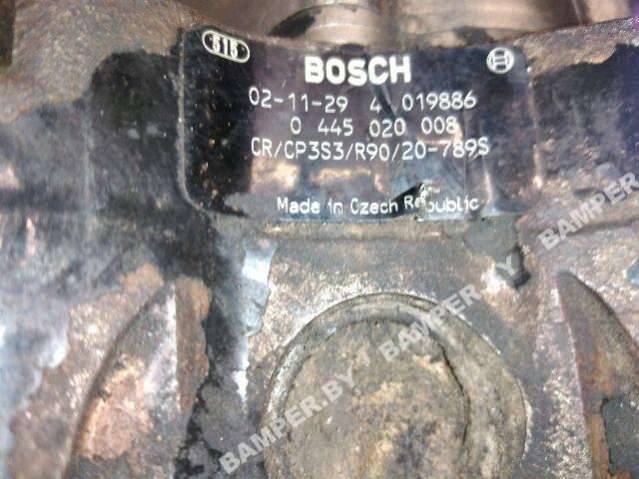 515
BOSCH
02-11-29 4 019886
0 445 020 008
CR/CP3S3/R90/20-789S
Made in Czech Republic
BAMPER.BY BAMPER.BY BAMPER.BY